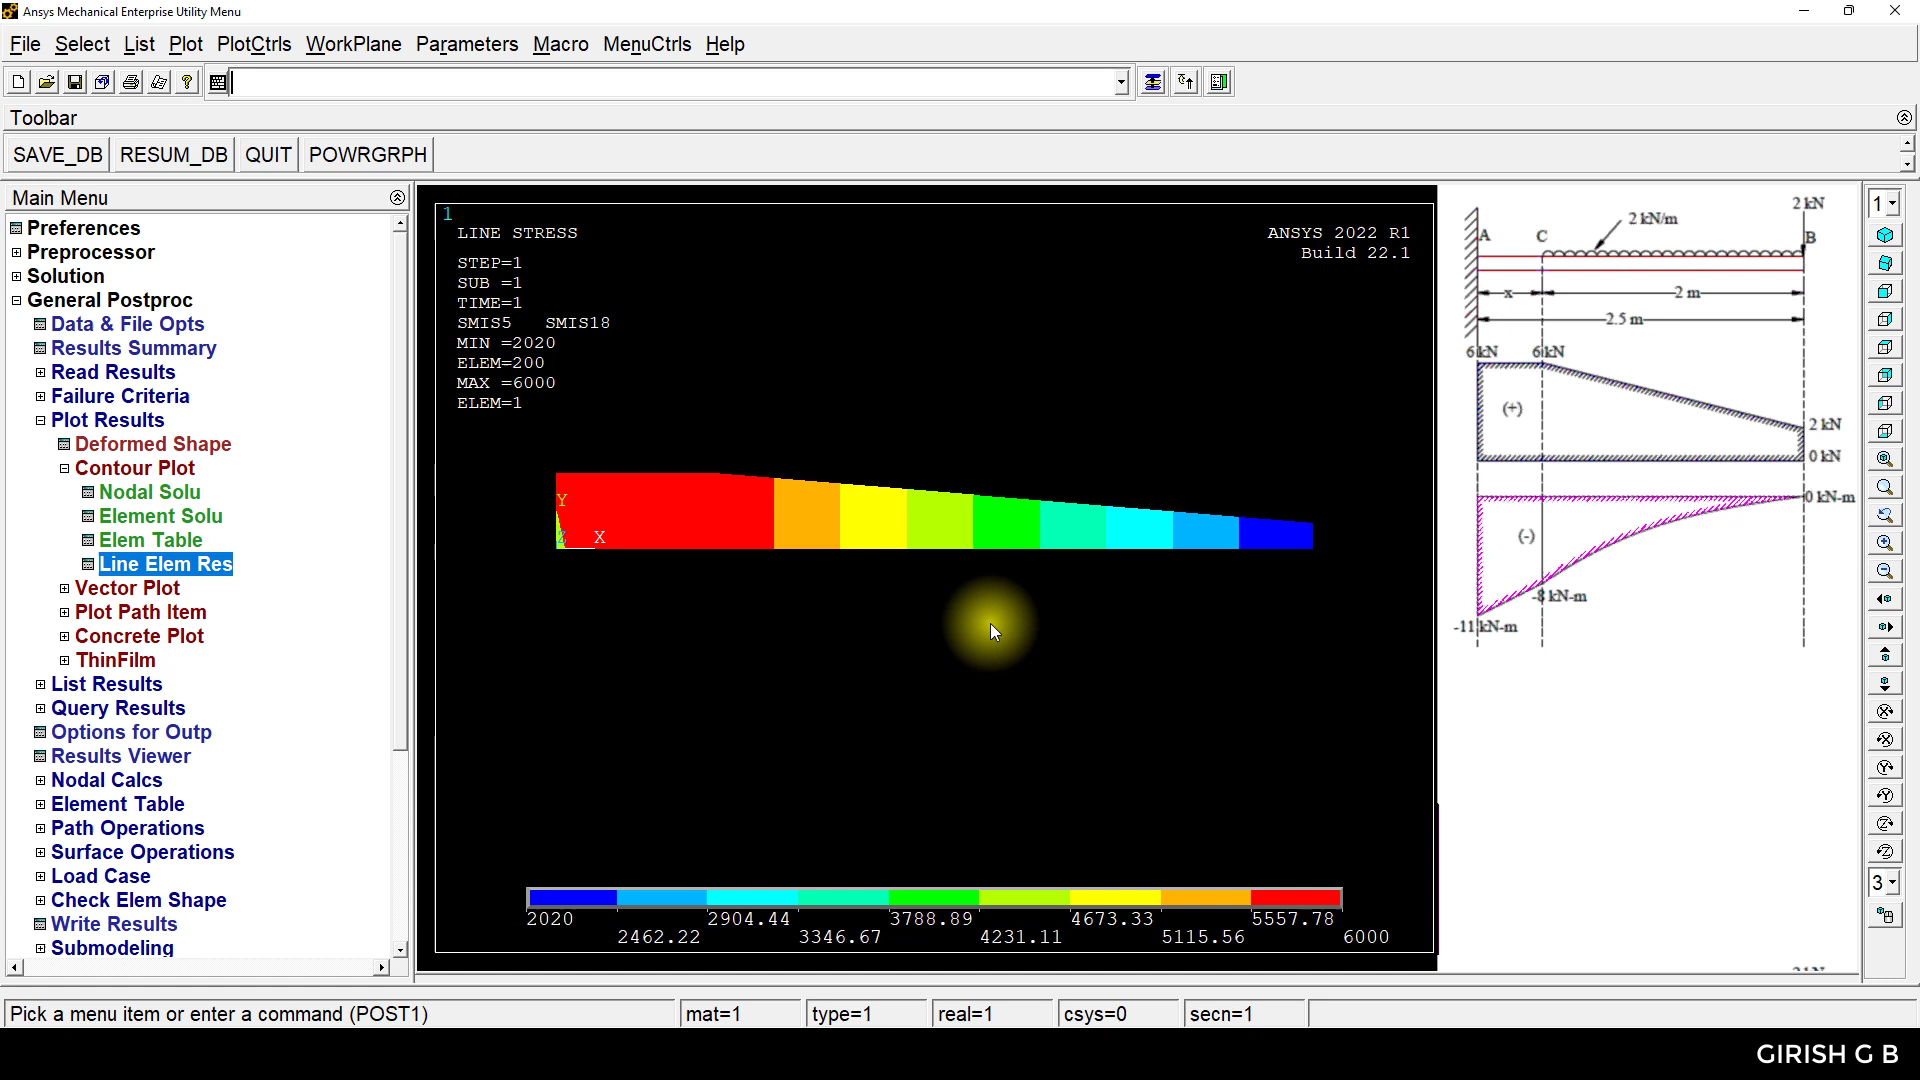 Ansys Mechanical Enterprise Utility Menu
File Select List Plot PlotCtrls WorkPlane Parameters Macro MenuCtrls Help
Toolbar
SAVE_DB RESUM_DB QUIT POWRGRPH
Main Menu
Preferences
Preprocessor
Solution
General Postproc
Data & File Opts
Results Summary
Read Results
Failure Criteria
Plot Results
Deformed Shape
Contour Plot
Nodal Solu
Element Solu
Elem Table
Line Elem Res
Vector Plot
Plot Path Item
Concrete Plot
ThinFilm
List Results
Query Results
Options for Outp
Results Viewer
Nodal Calcs
Element Table
Path Operations
Surface Operations
Load Case
Check Elem Shape
Write Results
Submodeling
1
LINE STRESS
STEP=1
SUB =1
TIME=1
SMIS5 SMIS18
MIN =2020
ELEM=200
MAX =6000
ELEM=1
ANSYS 2022 R1
Build 22.1
Y
Z X
2020 2904.44 3788.89 4673.33 5557.78
2462.22 3346.67 4231.11 5115.56 6000
2 kN
2 kN/m
A C B
x 2 m
2.5 m
6 kN 6 kN
(+)
2 kN
0 kN
0 kN-m
(-)
-8 kN-m
-11 kN-m
1
3
Pick a menu item or enter a command (POST1) mat=1 type=1 real=1 csys=0 secn=1
GIRISH G B